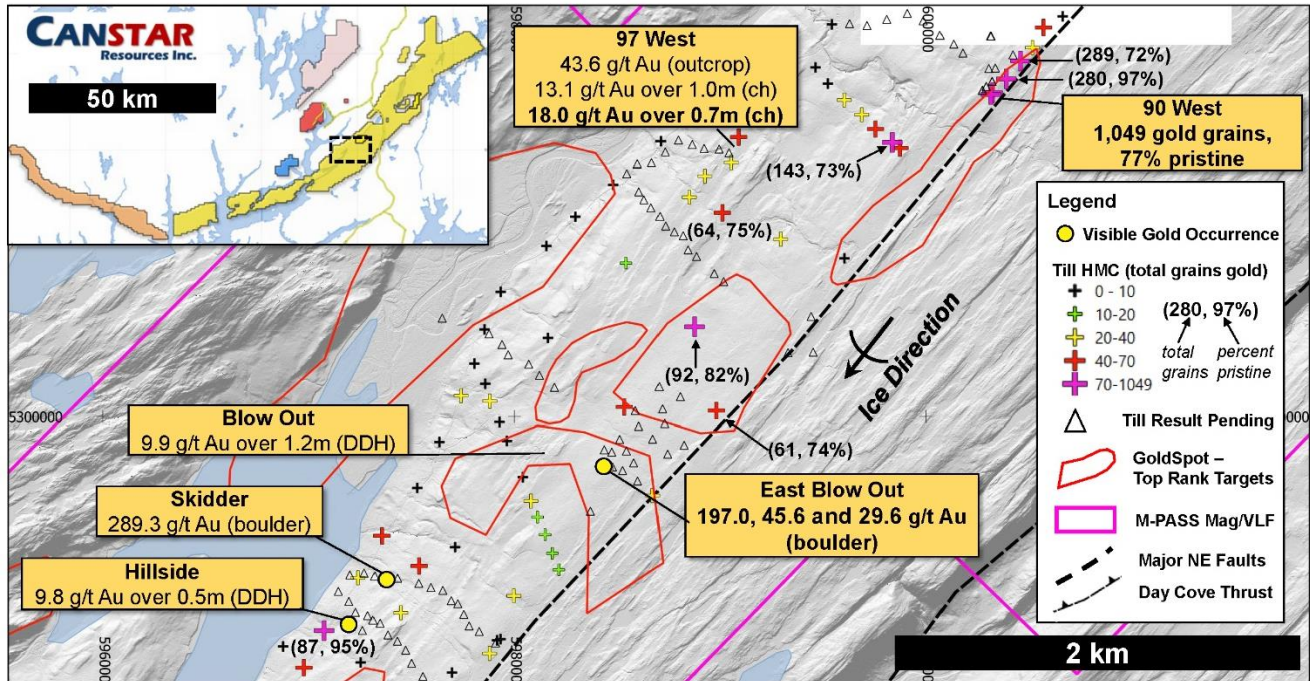 CANSTAR
Resources Inc.
50 km
97 West
43.6 g/t Au (outcrop)
13.1 g/t Au over 1.0m (ch)
18.0 g/t Au over 0.7m (ch)
600000
(289, 72%)
(280, 97%)
90 West
1,049 gold grains,
77% pristine
(143, 73%)
(64, 75%)
(92, 82%)
Ice Direction
(61, 74%)
5300000
Blow Out
9.9 g/t Au over 1.2m (DDH)
Skidder
289.3 g/t Au (boulder)
Hillside
9.8 g/t Au over 0.5m (DDH)
East Blow Out
197.0, 45.6 and 29.6 g/t Au
(boulder)
(87, 95%)
596000
598000
Legend
Visible Gold Occurrence
Till HMC (total grains gold)
0 - 10
10-20
20-40
40-70
70-1049
(280, 97%)
total grains
percent pristine
Till Result Pending
GoldSpot –
Top Rank Targets
M-PASS Mag/VLF
Major NE Faults
Day Cove Thrust
2 km